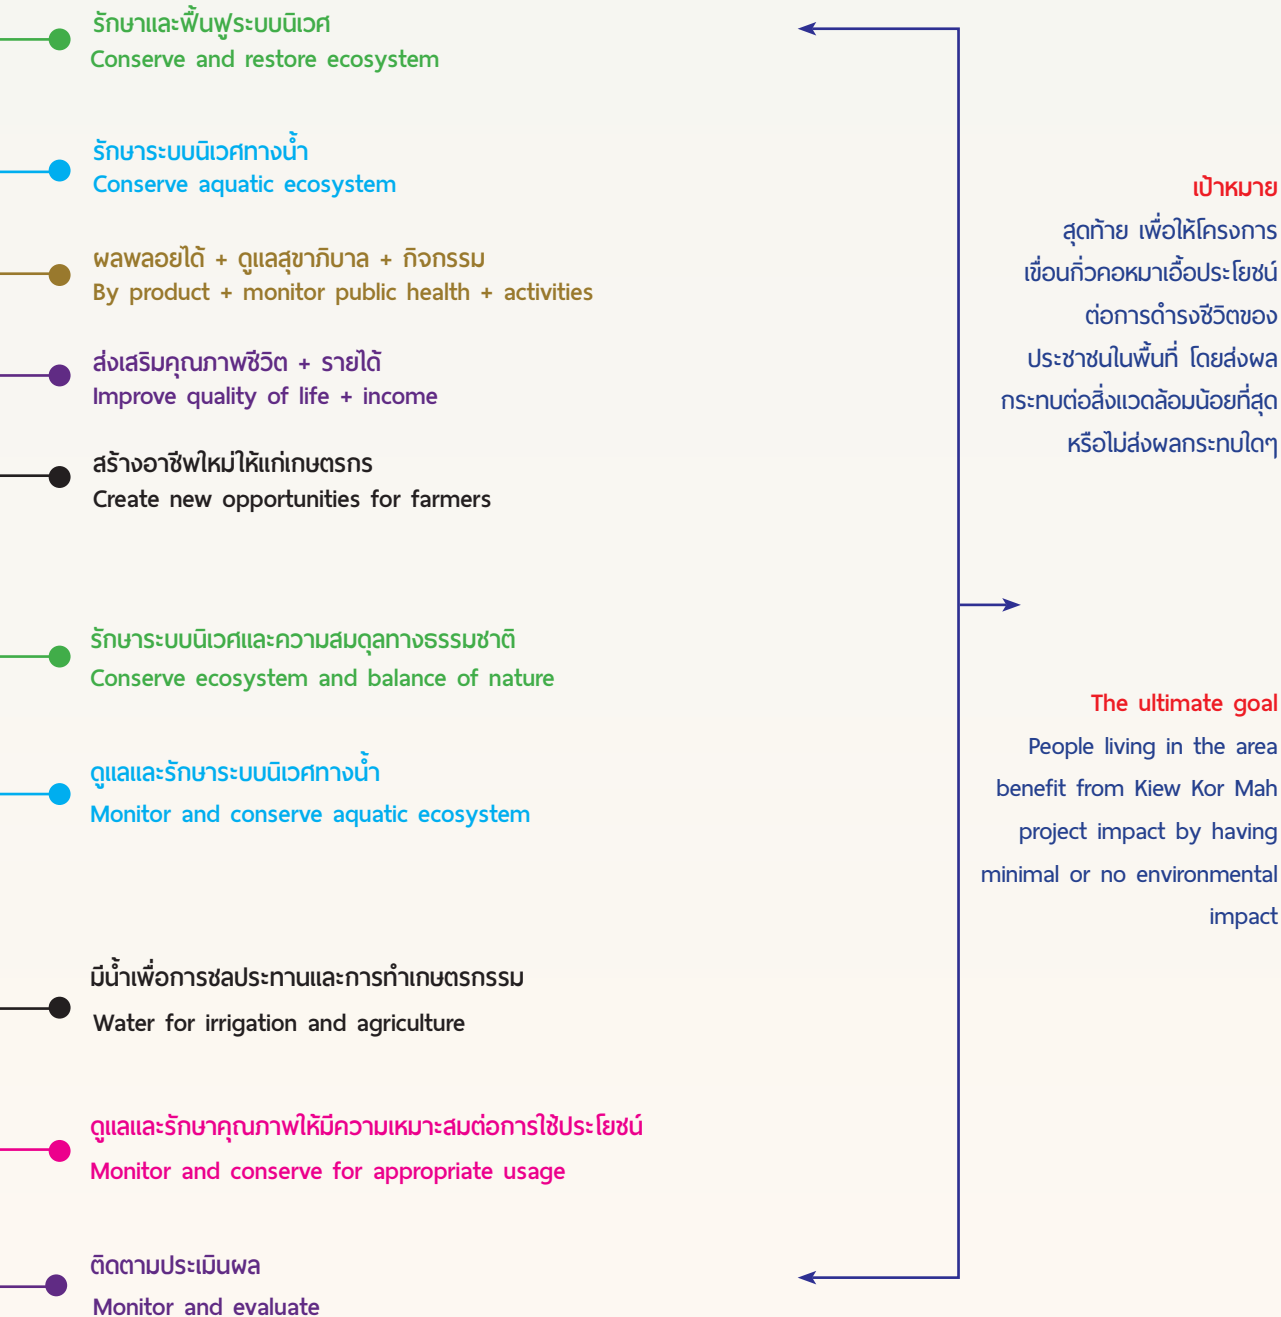 รักษาและฟื้นฟูระบบนิเวศ
Conserve and restore ecosystem
รักษาระบบนิเวศทางน้ำ
Conserve aquatic ecosystem
ผลพลอยได้ + ดูแลสุขาภิบาล + กิจกรรม
By product + monitor public health + activities
ส่งเสริมคุณภาพชีวิต + รายได้
Improve quality of life + income
สร้างอาชีพใหม่ให้แก่เกษตรกร
Create new opportunities for farmers
รักษาระบบนิเวศและความสมดุลทางธรรมชาติ
Conserve ecosystem and balance of nature
ดูแลและรักษาระบบนิเวศทางน้ำ
Monitor and conserve aquatic ecosystem
มีน้ำเพื่อการชลประทานและการทำเกษตรกรรม
Water for irrigation and agriculture
ดูแลและรักษาคุณภาพให้มีความเหมาะสมต่อการใช้ประโยชน์
Monitor and conserve for appropriate usage
ติดตามประเมินผล
Monitor and evaluate
เป้าหมาย
สุดท้าย เพื่อให้โครงการ
เขื่อนกิ่วคอหมาเอื้อประโยชน์
ต่อการดำรงชีวิตของ
ประชาชนในพื้นที่ โดยส่งผล
กระทบต่อสิ่งแวดล้อมน้อยที่สุด
หรือไม่ส่งผลกระทบใดๆ
The ultimate goal
People living in the area
benefit from Kiew Kor Mah
project impact by having
minimal or no environmental
impact